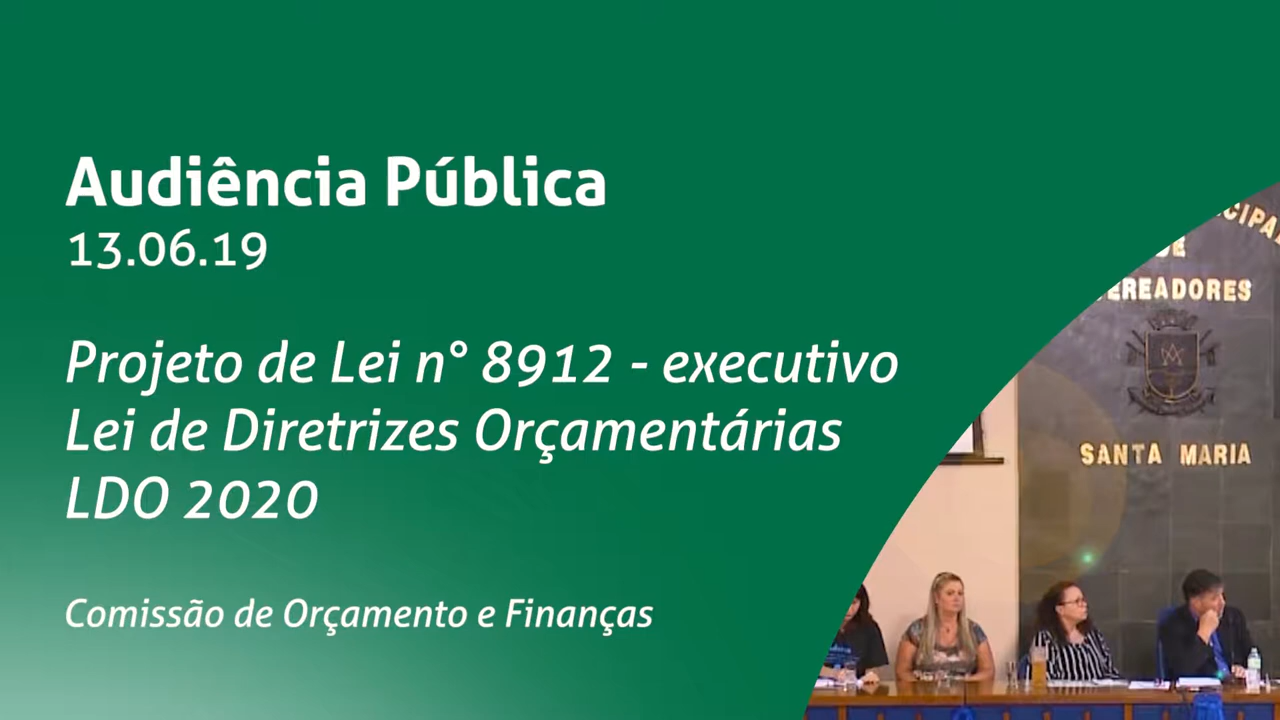 Audiência Pública
13.06.19
Projeto de Lei n° 8912 - executivo
Lei de Diretrizes Orçamentárias
LDO 2020
Comissão de Orçamento e Finanças
SANTA MARIA